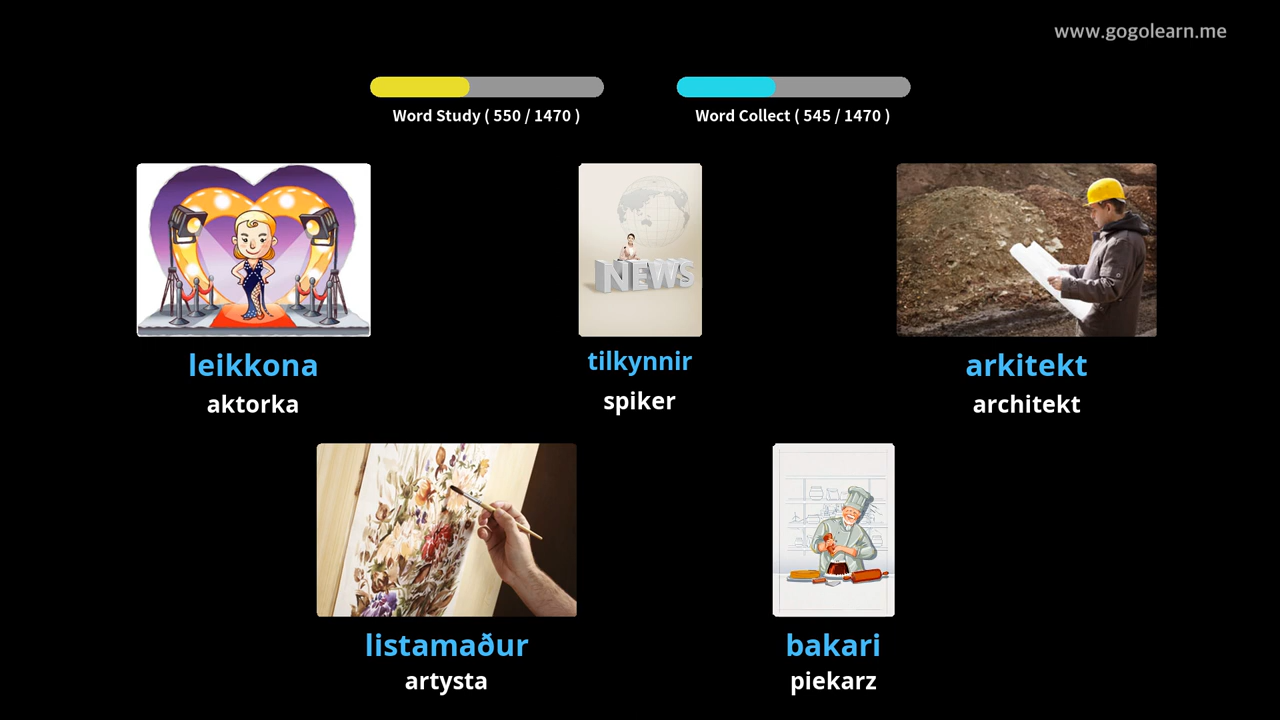 www.gogolearn.me
Word Study ( 550 / 1470 )
Word Collect ( 545 / 1470 )
NEWS
leikkona
aktorka
tilkynnir
spiker
arkitekt
architekt
listamaður
artysta
bakari
piekarz